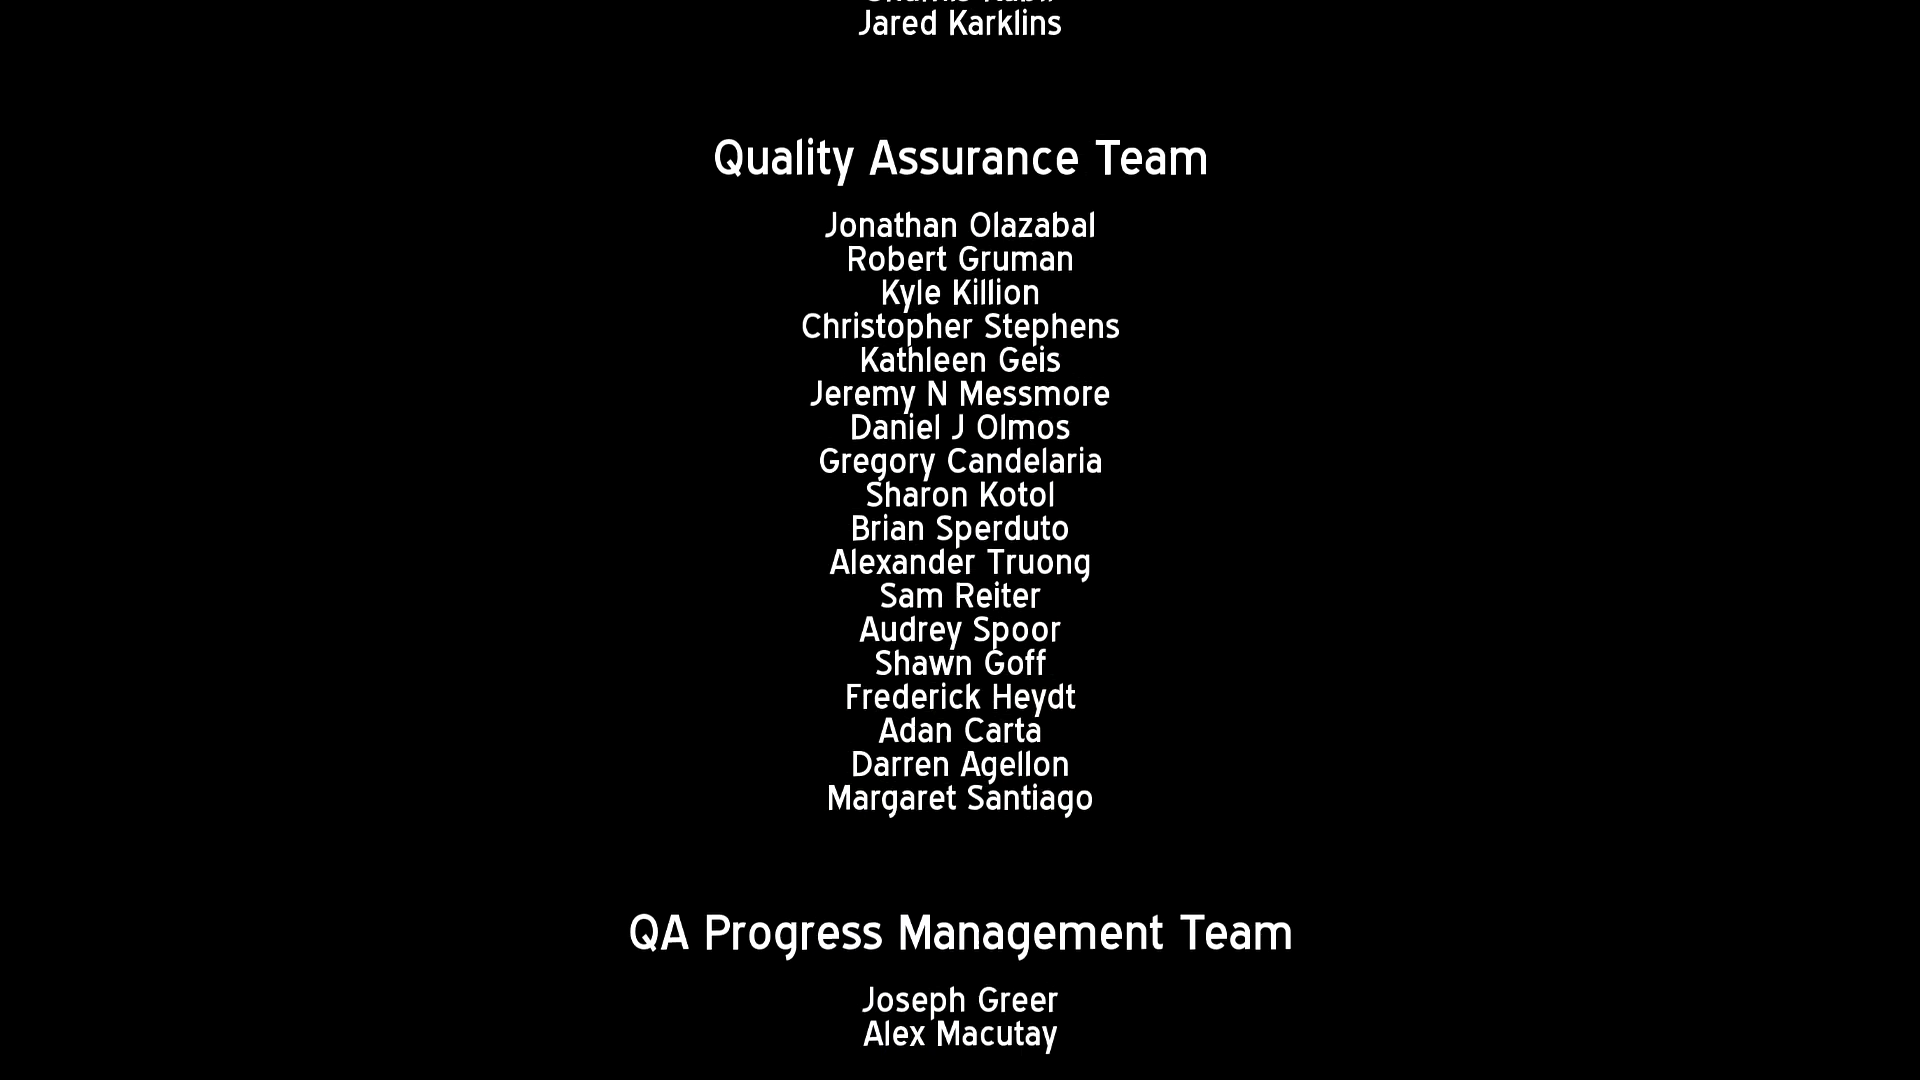 Jared Karklins
Quality Assurance Team
Jonathan Olazabal
Robert Gruman
Kyle Killion
Christopher Stephens
Kathleen Geis
Jeremy N Messmore
Daniel J Olmos
Gregory Candelaria
Sharon Kotol
Brian Sperduto
Alexander Truong
Sam Reiter
Audrey Spoor
Shawn Goff
Frederick Heydt
Adan Carta
Darren Agellon
Margaret Santiago
QA Progress Management Team
Joseph Greer
Alex Macutay